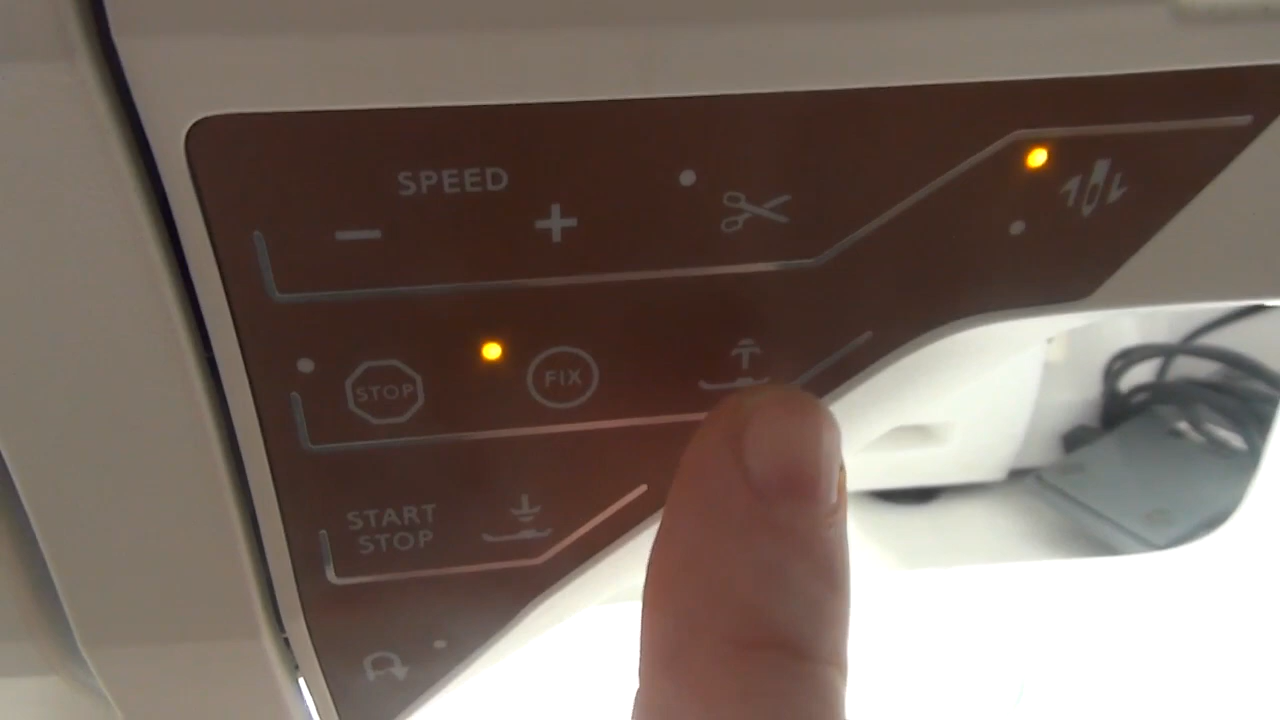 SPEED
- +
STOP
FIX
START
STOP